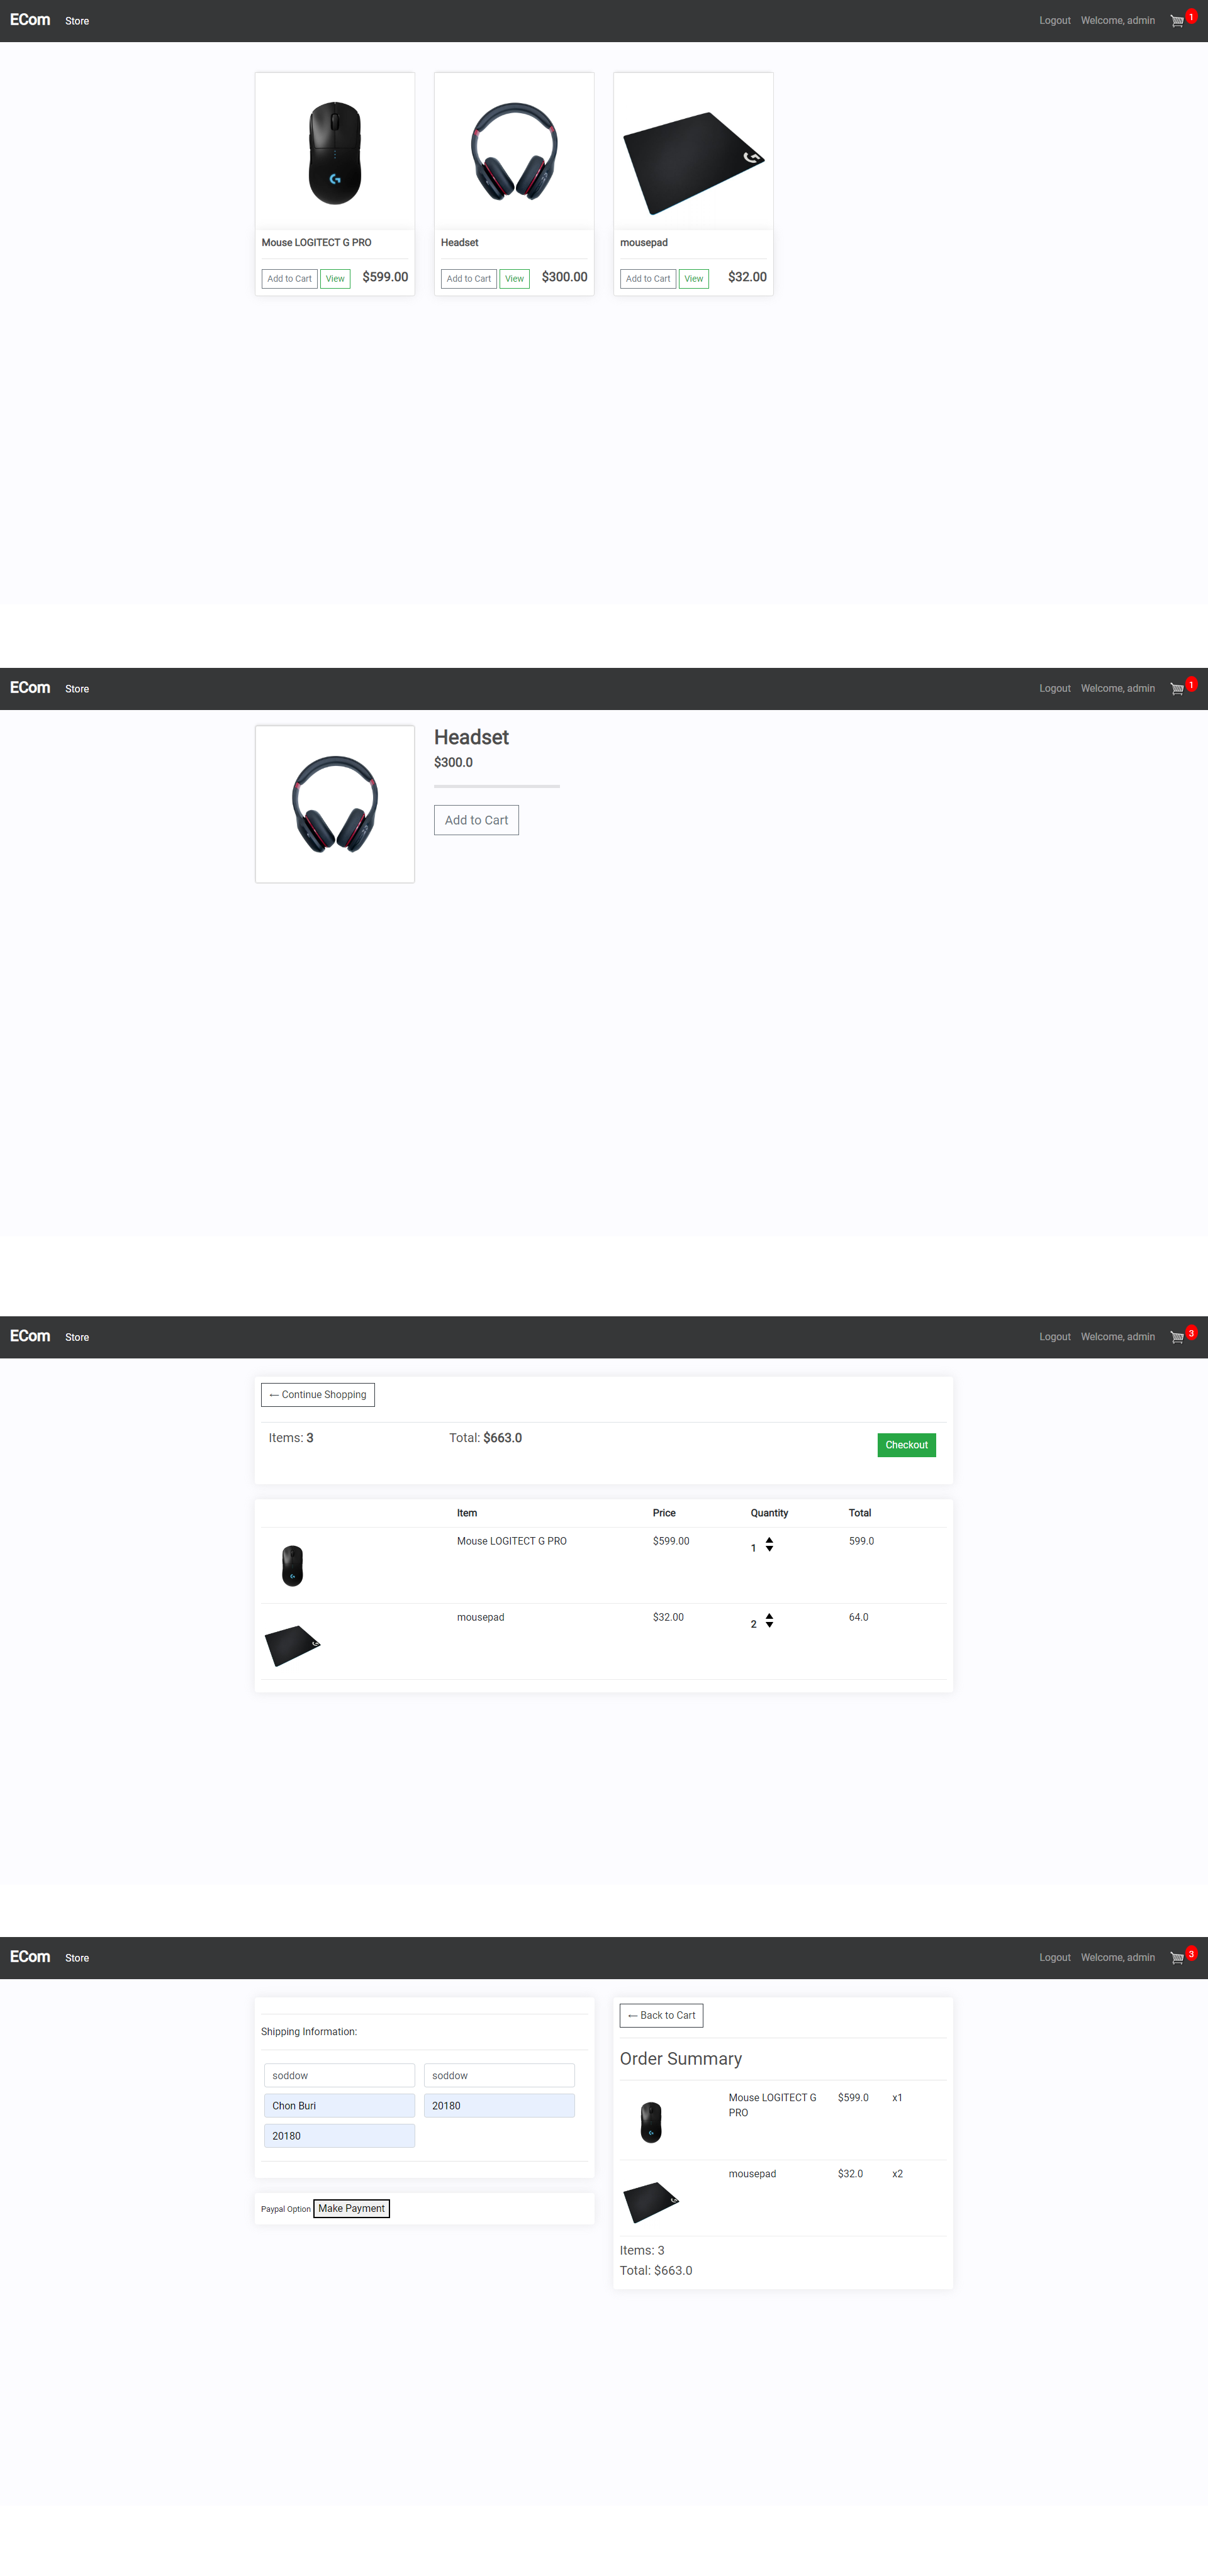 ECom Store Logout Welcome, admin 1
Mouse LOGITECT G PRO Headset mousepad
Add to Cart View $599.00 Add to Cart View $300.00 Add to Cart View $32.00
ECom Store Logout Welcome, admin 1
Headset
$300.0
Add to Cart
ECom Store Logout Welcome, admin 3
← Continue Shopping
Items: 3 Total: $663.0 Checkout
Item Price Quantity Total
Mouse LOGITECT G PRO $599.00 1 599.0
mousepad $32.00 2 64.0
ECom Store Logout Welcome, admin 3
← Back to Cart
Shipping Information:
Order Summary
soddow soddow
Chon Buri 20180
20180
Mouse LOGITECT G $599.0 x1
PRO
mousepad $32.0 x2
Paypal Option Make Payment
Items: 3
Total: $663.0